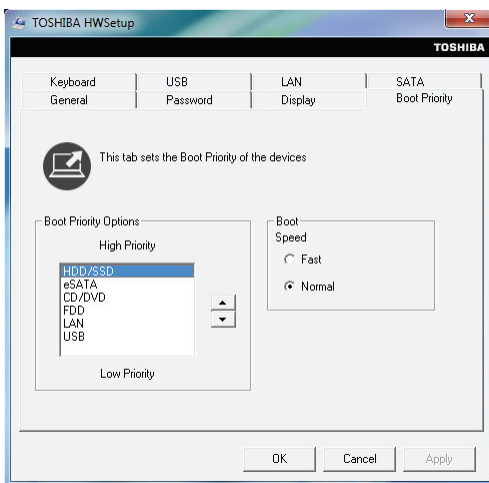 TOSHIBA HWSetup
TOSHIBA
Keyboard USB LAN SATA
General Password Display Boot Priority
This tab sets the Boot Priority of the devices
Boot Priority Options
High Priority
HDD/SSD
eSATA
CD/DVD
FDD
LAN
USB
Low Priority
Boot
Speed
Fast
Normal
OK Cancel Apply